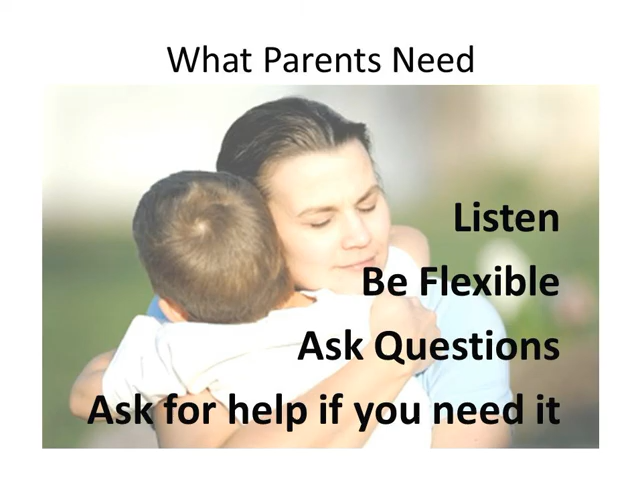 What Parents Need
Listen
Be Flexible
Ask Questions
Ask for help if you need it